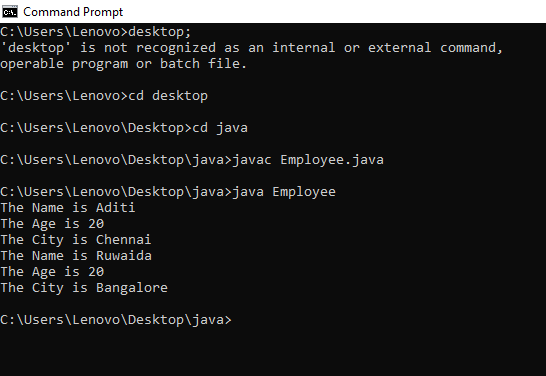 Command Prompt
C:\Users\Lenovo>desktop;
'desktop' is not recognized as an internal or external command,
operable program or batch file.
C:\Users\Lenovo>cd desktop
C:\Users\Lenovo\Desktop>cd java
C:\Users\Lenovo\Desktop\java>javac Employee.java
C:\Users\Lenovo\Desktop\java>java Employee
The Name is Aditi
The Age is 20
The City is Chennai
The Name is Ruwaida
The Age is 20
The City is Bangalore
C:\Users\Lenovo\Desktop\java>